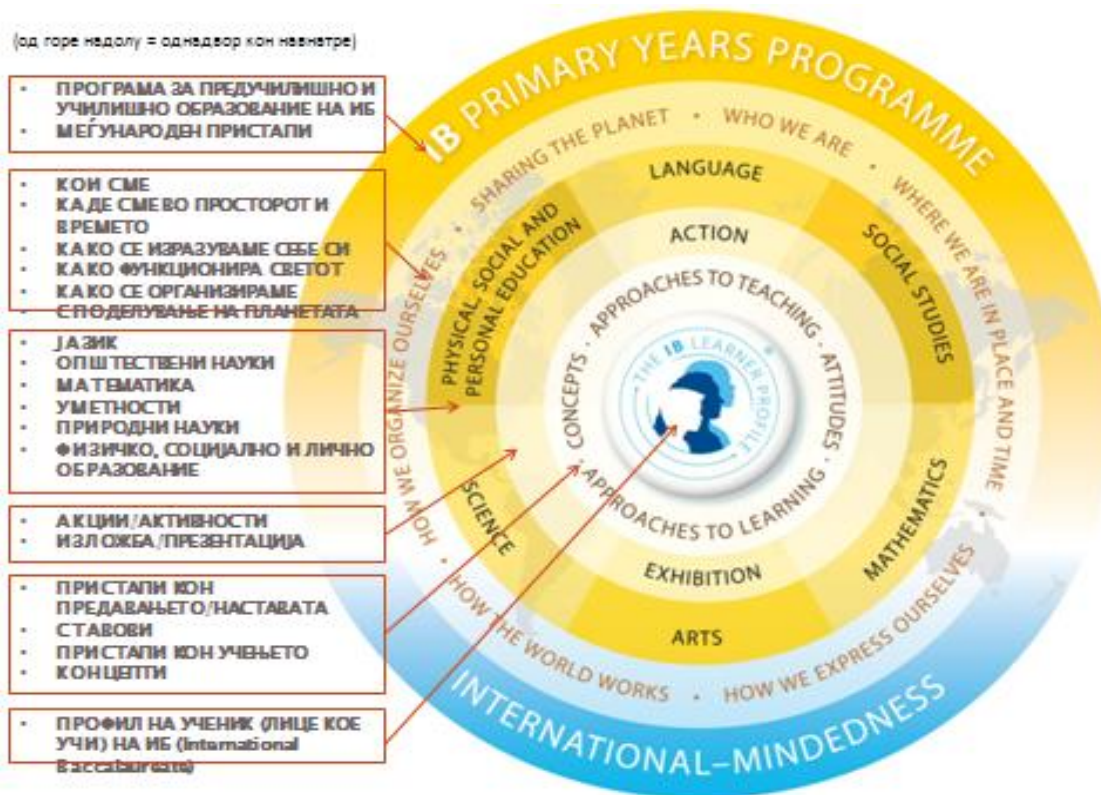 (од горе надолу = однадвор кон навнатре)
• ПРОГРАМА ЗА ПРЕДУЧИЛИШНО И
УЧИЛИШНО ОБРАЗОВАНИЕ НА ИБ
• МЕЃУНАРОДЕН ПРИСТАПИ
• КОИ СМЕ
• КАДЕ СМЕ ВО ПРОСТОРОТ И
ВРЕМЕТО
• КАКО СЕ ИЗРАЗУВАМЕ СЕБЕ СИ
• КАКО ФУНКЦИОНИРА СВЕТОТ
• КАКО СЕ ОРГАНИЗИРАМЕ
• СПОДЕЛУВАЊЕ НА ПЛАНЕТАТА
• ЈАЗИК
• ОПШТЕСТВЕНИ НАУКИ
• МАТЕМАТИКА
• УМЕТНОСТИ
• ПРИРОДНИ НАУКИ
• ФИЗИЧКО, СОЦИЈАЛНО И ЛИЧНО
ОБРАЗОВАНИЕ
• АКЦИИ/АКТИВНОСТИ
• ИЗЛОЖБА/ПРЕЗЕНТАЦИЈА
• ПРИСТАПИ КОН
ПРЕДАВАЊЕТО/НАСТАВАТА
• СТАВОВИ
• ПРИСТАПИ КОН УЧЕЊЕТО
• КОНЦЕПТИ
• ПРОФИЛ НА УЧЕНИК (ЛИЦЕ КОЕ
УЧИ) НА ИБ (International
Baccalaureate)
IB PRIMARY YEARS PROGRAMME
SHARING THE PLANET • WHO WE ARE • WHERE WE ARE IN PLACE AND TIME •
HOW WE EXPRESS OURSELVES • HOW THE WORLD WORKS • HOW WE ORGANIZE OURSELVES •
LANGUAGE
SOCIAL STUDIES
MATHEMATICS
ARTS
SCIENCE
PHYSICAL, SOCIAL AND
PERSONAL EDUCATION
ACTION
EXHIBITION
APPROACHES TO TEACHING · ATTITUDES · APPROACHES TO LEARNING · CONCEPTS ·
THE IB LEARNER PROFILE
®
INTERNATIONAL–MINDEDNESS